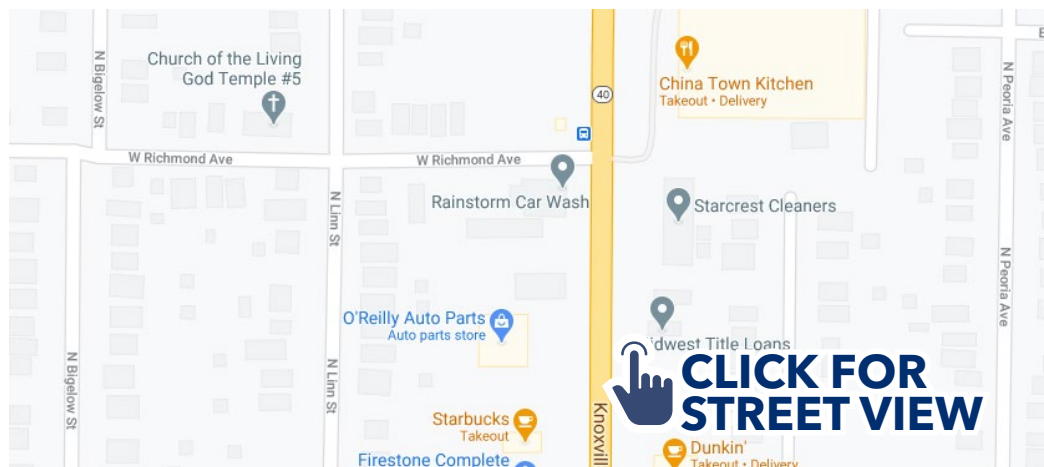 N Bigelow St
Church of the Living
God Temple #5
40
China Town Kitchen
Takeout • Delivery
N Peoria Ave
E
W Richmond Ave
W Richmond Ave
Rainstorm Car Wash
Starcrest Cleaners
N Linn St
N Peoria Ave
O'Reilly Auto Parts
Auto parts store
idwest Title Loans
N Bigelow St
N Linn St
CLICK FOR
STREET VIEW
Starbucks
Takeout
Knoxvill
Dunkin'
Takeout • Delivery
Firestone Complete